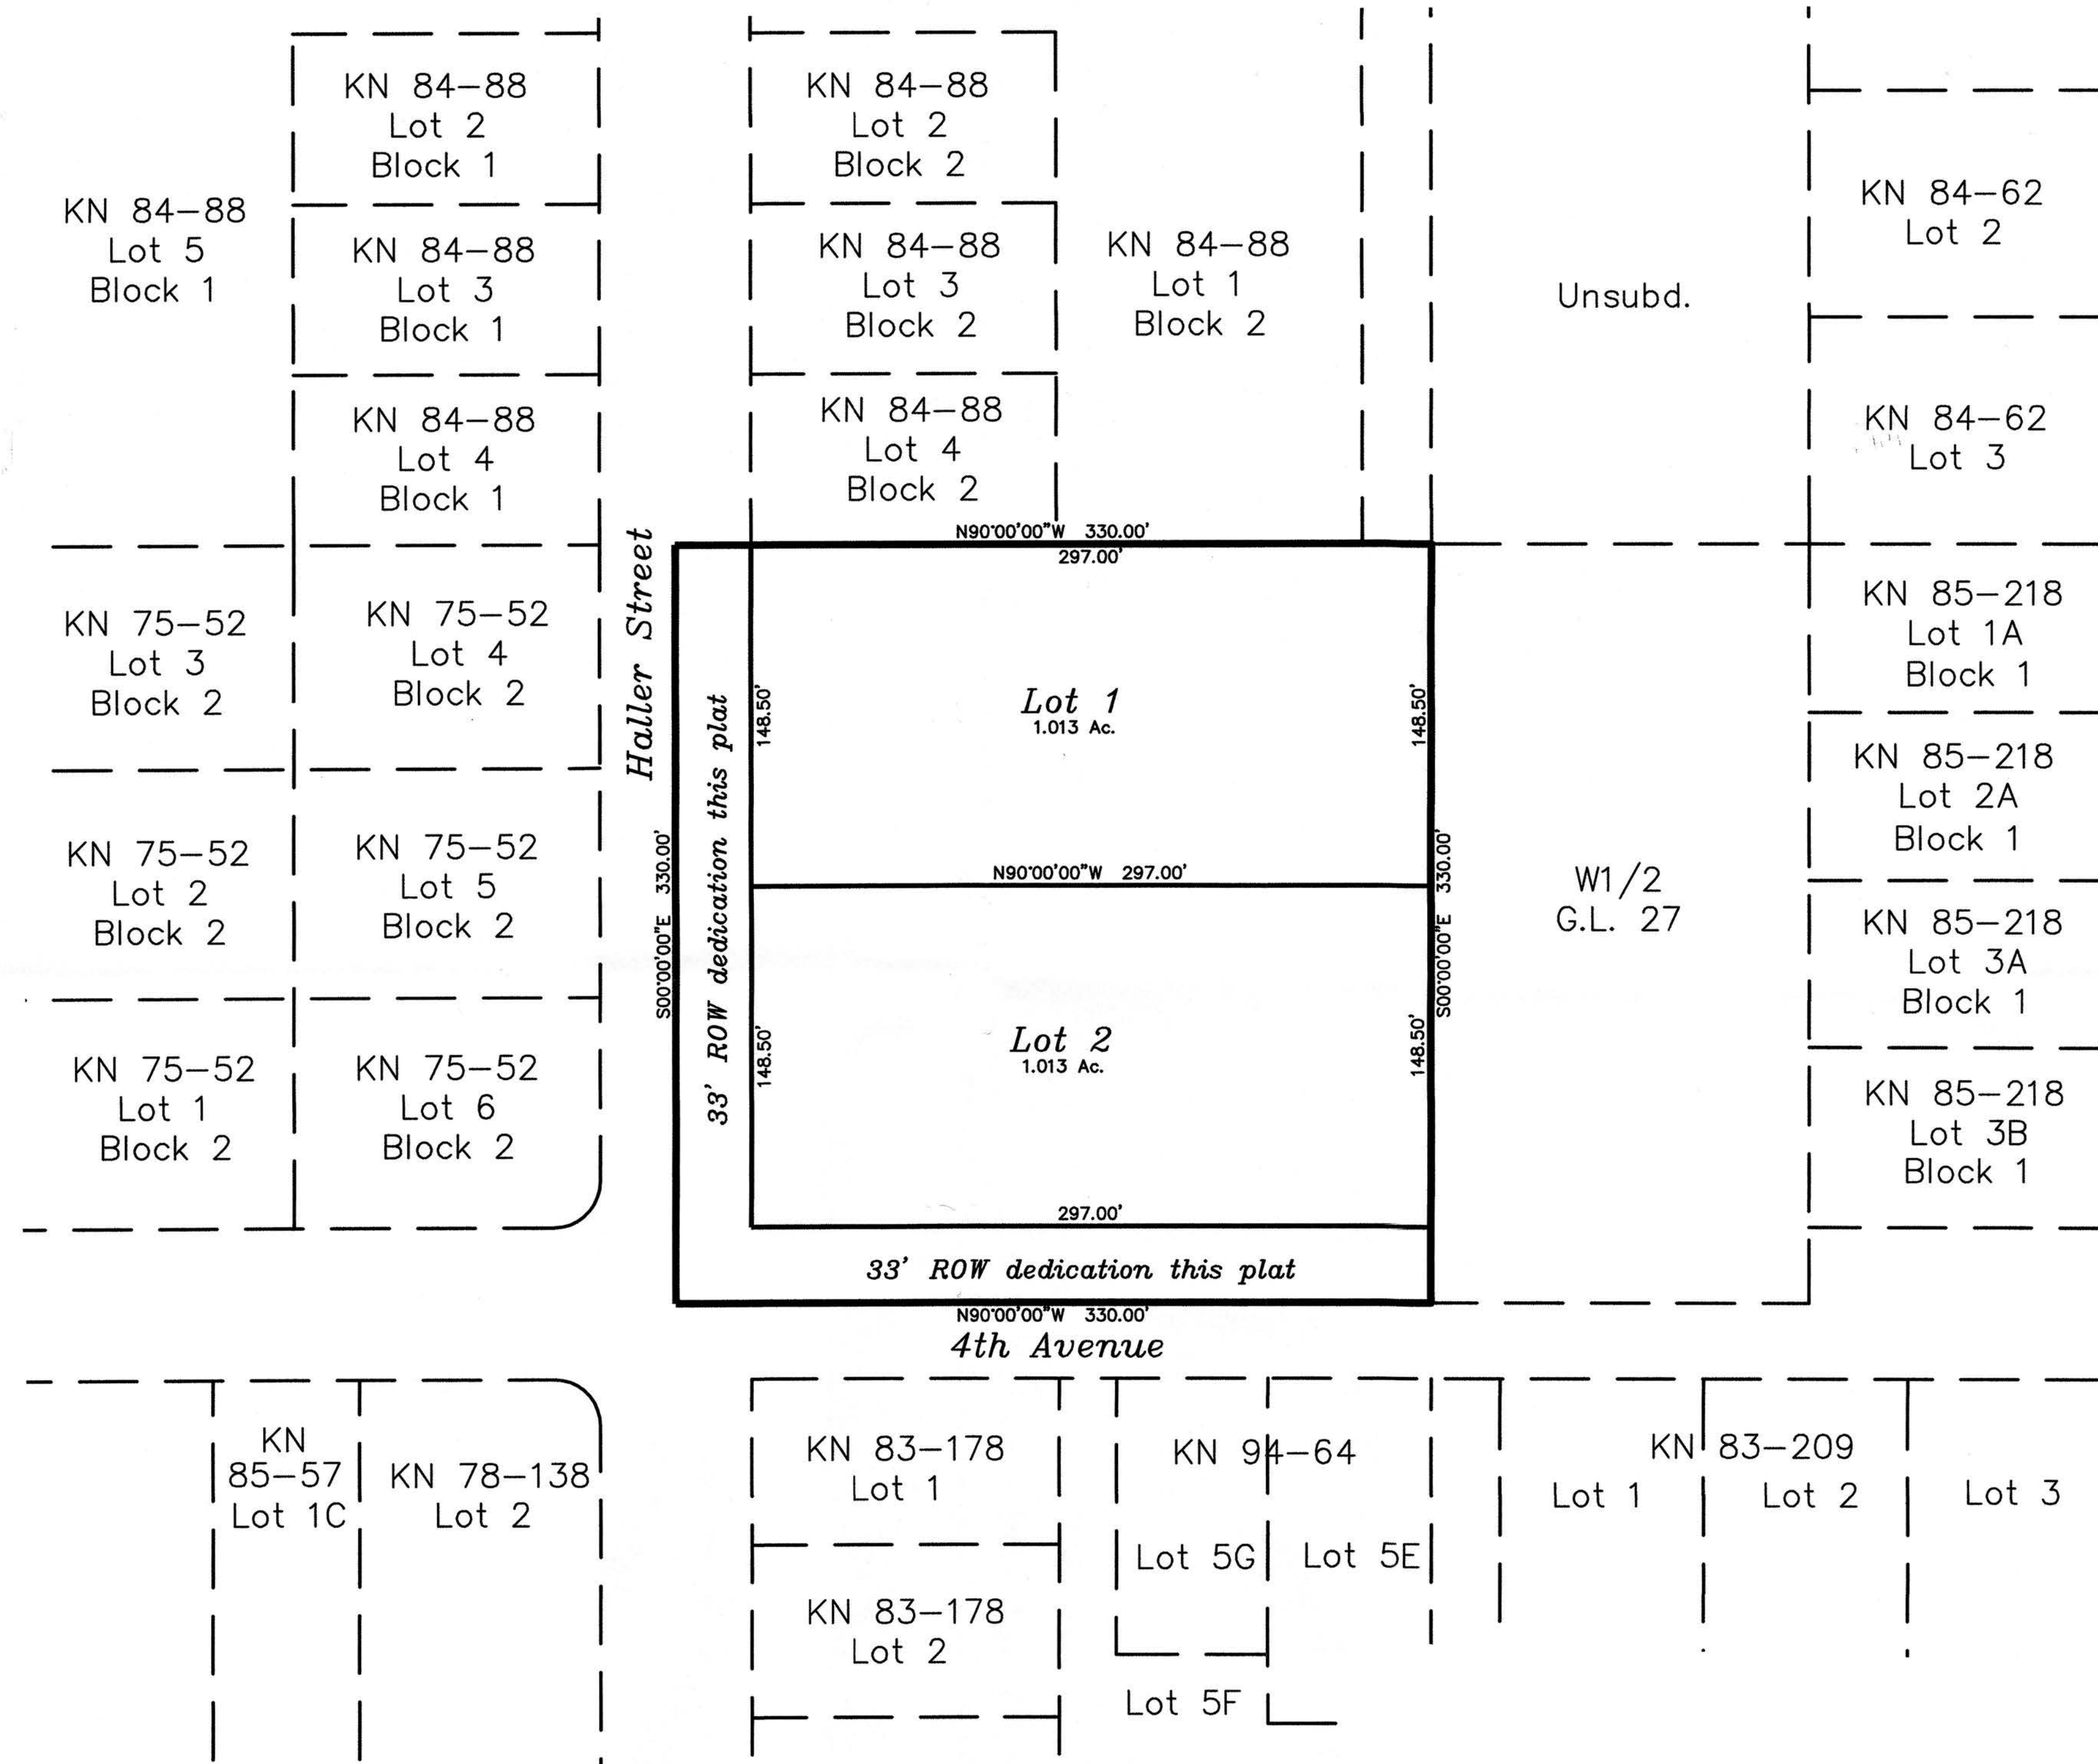 KN 84-88
Lot 2
Block 1
KN 84-88
Lot 2
Block 2
KN 84-62
Lot 2
KN 84-88
Lot 5
Block 1
KN 84-88
Lot 3
Block 1
KN 84-88
Lot 3
Block 2
KN 84-88
Lot 1
Block 2
Unsubd.
KN 84-88
Lot 4
Block 1
KN 84-88
Lot 4
Block 2
KN 84-62
Lot 3
N90°00'00"W 330.00'
297.00'
Haller Street
KN 75-52
Lot 3
Block 2
KN 75-52
Lot 4
Block 2
33' ROW dedication this plat
148.50'
Lot 1
1.013 Ac.
148.50'
KN 85-218
Lot 1A
Block 1
KN 85-218
Lot 2A
Block 1
KN 75-52
Lot 2
Block 2
KN 75-52
Lot 5
Block 2
S00°00'00"E 330.00'
N90°00'00"W 297.00'
S00°00'00"E 330.00'
W1/2
G.L. 27
KN 85-218
Lot 3A
Block 1
KN 75-52
Lot 1
Block 2
KN 75-52
Lot 6
Block 2
148.50'
Lot 2
1.013 Ac.
148.50'
KN 85-218
Lot 3B
Block 1
297.00'
33' ROW dedication this plat
N90°00'00"W 330.00'
4th Avenue
KN
85-57
Lot 1C
KN 78-138
Lot 2
KN 83-178
Lot 1
KN 94-64
Lot 5G
Lot 5E
KN 83-209
Lot 1
Lot 2
Lot 3
KN 83-178
Lot 2
Lot 5F